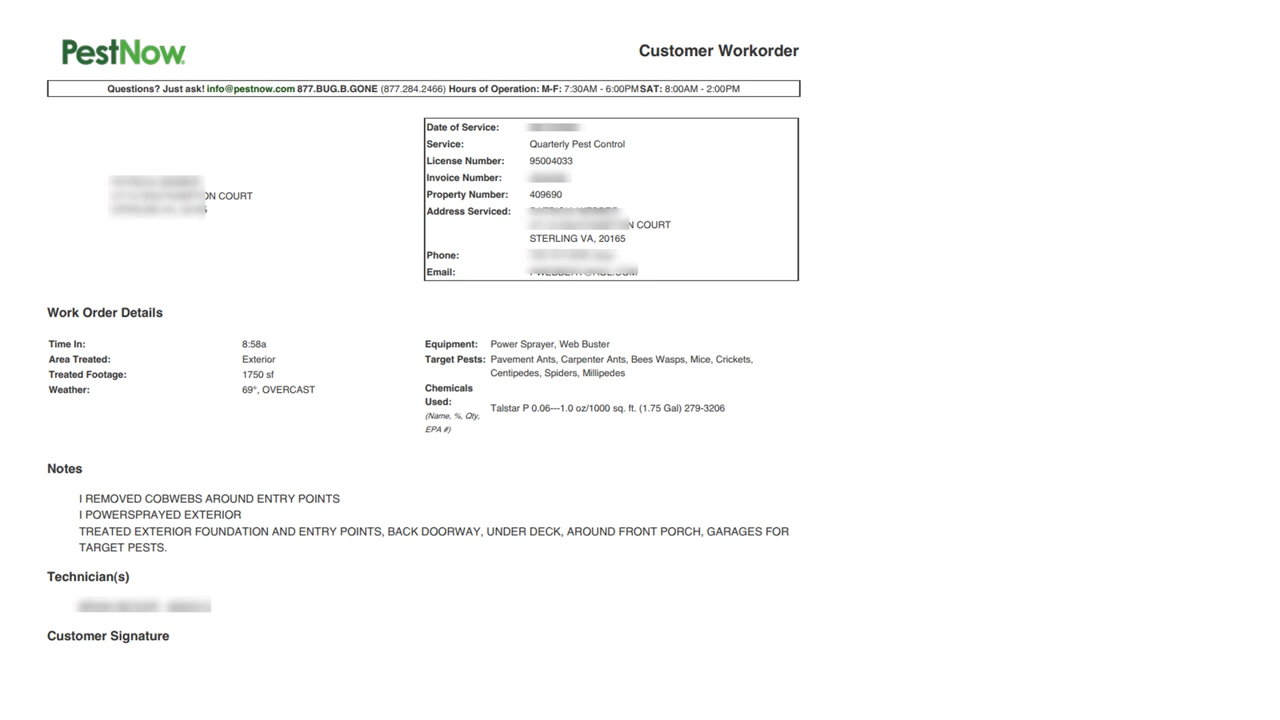 PestNow
Customer Workorder
Questions? Just ask! info@pestnow.com 877.BUG.B.GONE (877.284.2466) Hours of Operation: M-F: 7:30AM - 6:00PM SAT: 8:00AM - 2:00PM
COURT
Date of Service:
Service: Quarterly Pest Control
License Number: 95004033
Invoice Number:
Property Number: 409690
Address Serviced:
COURT
STERLING VA, 20165
Phone:
Email:
Work Order Details
Time In: 8:58a
Area Treated: Exterior
Treated Footage: 1750 sf
Weather: 69°, OVERCAST
Equipment: Power Sprayer, Web Buster
Target Pests: Pavement Ants, Carpenter Ants, Bees Wasps, Mice, Crickets,
Centipedes, Spiders, Millipedes
Chemicals
Used:
(Name, %, Qty,
EPA #)
Talstar P 0.06---1.0 oz/1000 sq. ft. (1.75 Gal) 279-3206
Notes
I REMOVED COBWEBS AROUND ENTRY POINTS
I POWERSPRAYED EXTERIOR
TREATED EXTERIOR FOUNDATION AND ENTRY POINTS, BACK DOORWAY, UNDER DECK, AROUND FRONT PORCH, GARAGES FOR
TARGET PESTS.
Technician(s)
Customer Signature